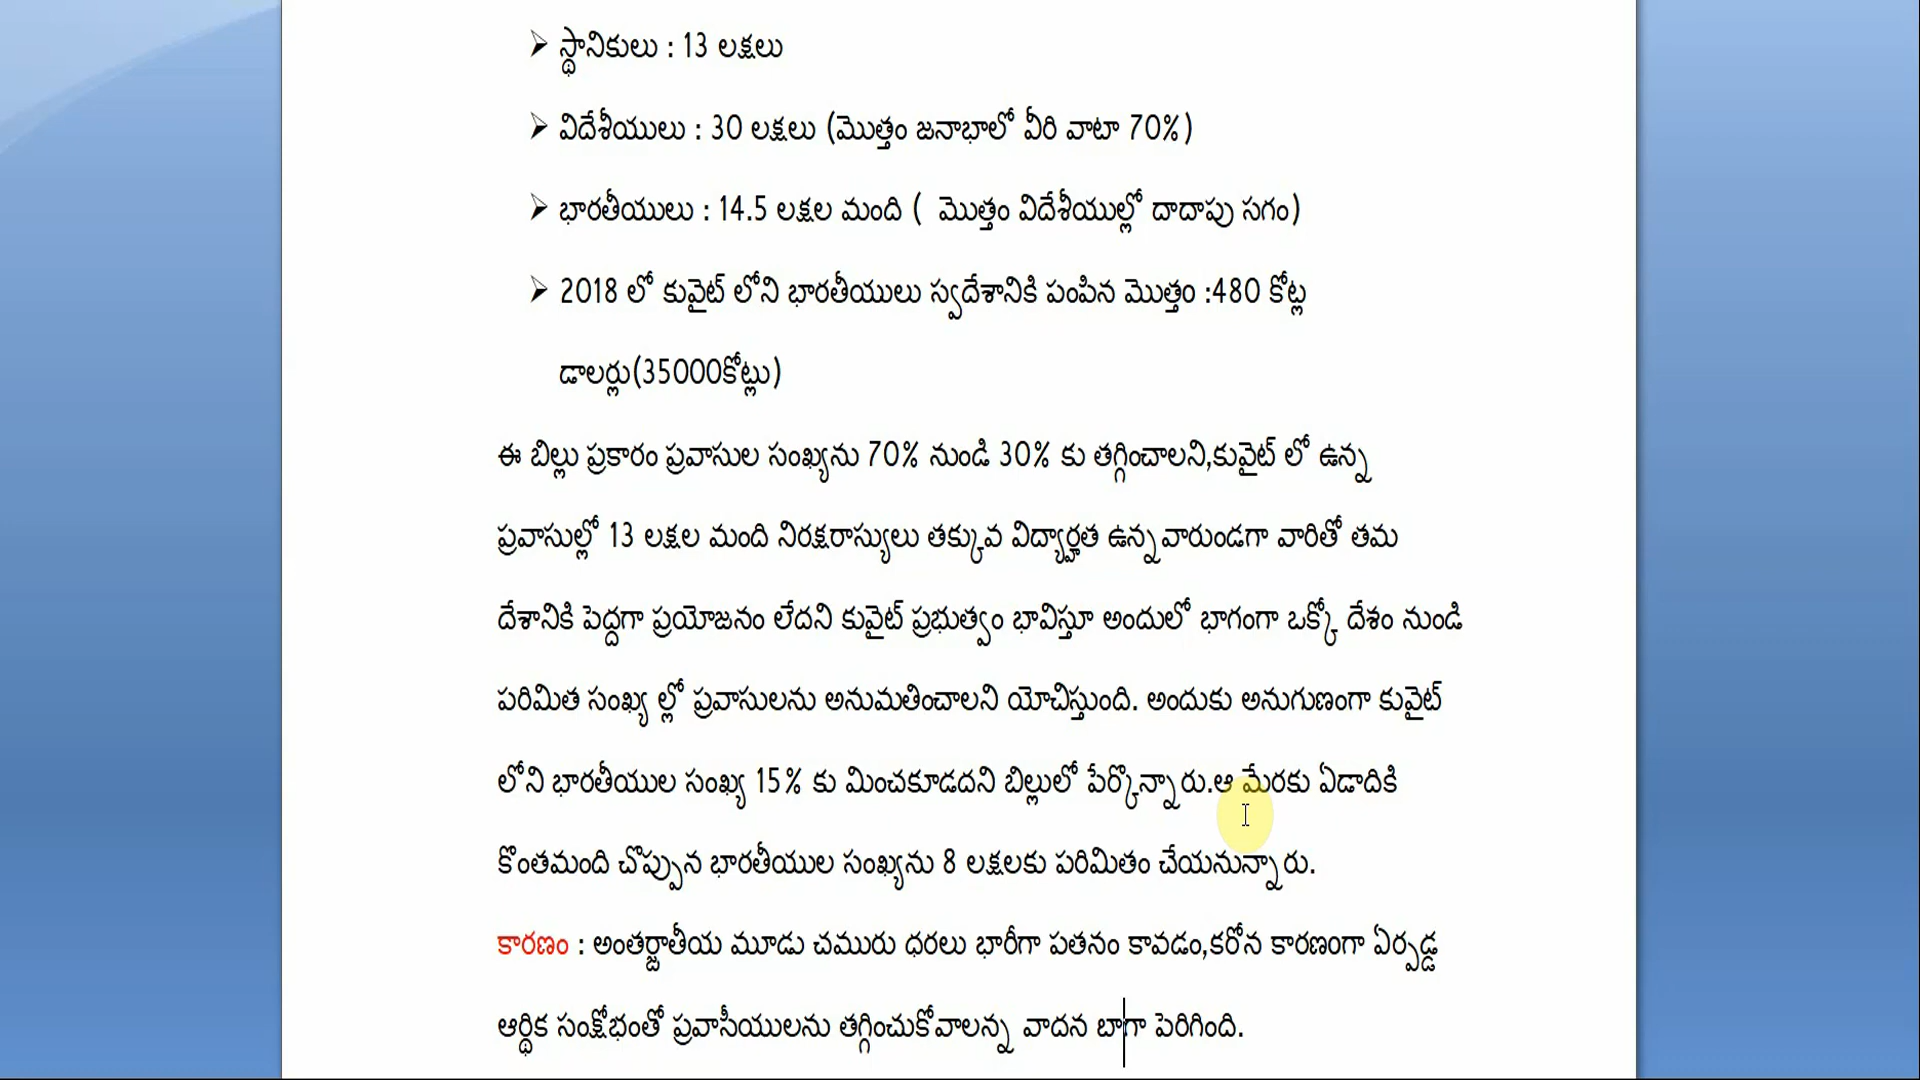 ➢ స్థానికులు : 13 లక్షలు
➢ విదేశీయులు : 30 లక్షలు (మొత్తం జనాభాలో వీరి వాటా 70%)
➢ భారతీయులు : 14.5 లక్షల మంది ( మొత్తం విదేశీయుల్లో దాదాపు సగం)
➢ 2018 లో కువైట్ లోని భారతీయులు స్వదేశానికి పంపిన మొత్తం :480 కోట్ల
డాలర్లు(35000కోట్లు)
ఈ బిల్లు ప్రకారం ప్రవాసుల సంఖ్యను 70% నుండి 30% కు తగ్గించాలని,కువైట్ లో ఉన్న
ప్రవాసుల్లో 13 లక్షల మంది నిరక్షరాస్యులు తక్కువ విద్యార్హత ఉన్నవారుండగా వారితో తమ
దేశానికి పెద్దగా ప్రయోజనం లేదని కువైట్ ప్రభుత్వం భావిస్తూ అందులో భాగంగా ఒక్కో దేశం నుండి
పరిమిత సంఖ్య ల్లో ప్రవాసులను అనుమతించాలని యోచిస్తుంది. అందుకు అనుగుణంగా కువైట్
లోని భారతీయుల సంఖ్య 15% కు మించకూడదని బిల్లులో పేర్కొన్నారు.ఆ మేరకు ఏడాదికి
కొంతమంది చొప్పున భారతీయుల సంఖ్యను 8 లక్షలకు పరిమితం చేయనున్నారు.
కారణం : అంతర్జాతీయ మూడు చమురు ధరలు భారీగా పతనం కావడం,కరోన కారణంగా ఏర్పడ్డ
ఆర్థిక సంక్షోభంతో ప్రవాసీయులను తగ్గించుకోవాలన్న వాదన బాగా పెరిగింది.